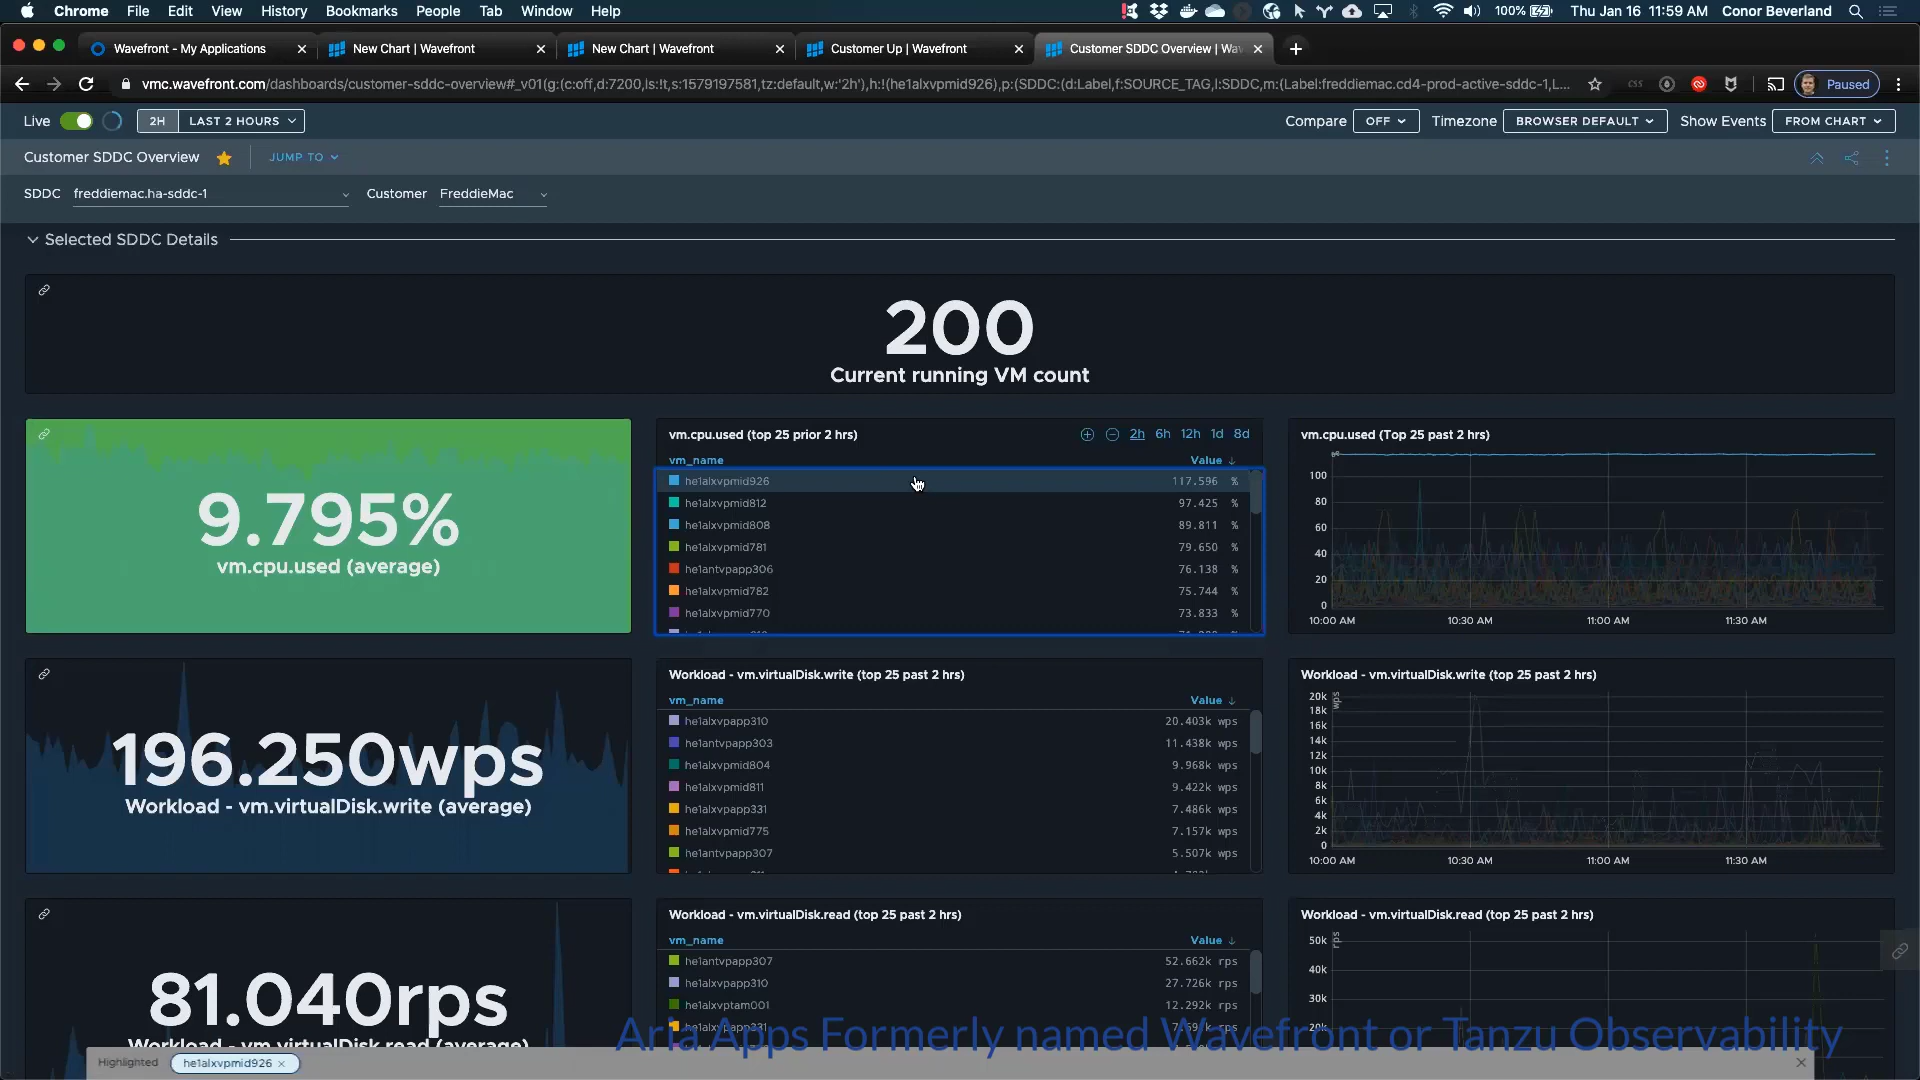 Chrome File Edit View History Bookmarks People Tab Window Help 100% Thu Jan 16 11:59 AM Conor Beverland
Wavefront - My Applications New Chart | Wavefront New Chart | Wavefront Customer Up | Wavefront Customer SDDC Overview | Wav
vmc.wavefront.com/dashboards/customer-sddc-overview#_v01(g:(c:off,d:7200,ls:!t,s:1579197581,tz:default,w:'2h'),h:!(he1alxvpmid926),p:(SDDC:(d:Label,f:SOURCE_TAG,l:SDDC,m:(Label:freddiemac.cd4-prod-active-sddc-1,L... Paused
Live 2H LAST 2 HOURS Compare OFF Timezone BROWSER DEFAULT Show Events FROM CHART
Customer SDDC Overview JUMP TO
SDDC freddiemac.ha-sddc-1 Customer FreddieMac
Selected SDDC Details
200
Current running VM count
9.795%
vm.cpu.used (average)
vm.cpu.used (top 25 prior 2 hrs) 2h 6h 12h 1d 8d
vm_name Value ↓
he1alxvpmid926 117.596 %
he1alxvpmid812 97.425 %
he1alxvpmid808 89.811 %
he1alxvpmid781 79.650 %
he1antvpapp306 76.138 %
he1alxvpmid782 75.744 %
he1alxvpmid770 73.833 %
vm.cpu.used (Top 25 past 2 hrs)
%
100
80
60
40
20
0
10:00 AM 10:30 AM 11:00 AM 11:30 AM
196.250wps
Workload - vm.virtualDisk.write (average)
Workload - vm.virtualDisk.write (top 25 past 2 hrs)
vm_name Value ↓
he1alxvpapp310 20.403k wps
he1antvpapp303 11.438k wps
he1alxvpmid804 9.968k wps
he1alxvpmid811 9.422k wps
he1alxvpapp331 7.486k wps
he1alxvpmid775 7.157k wps
he1antvpapp307 5.507k wps
Workload - vm.virtualDisk.write (top 25 past 2 hrs)
wps
20k
18k
16k
14k
12k
10k
8k
6k
4k
2k
0
10:00 AM 10:30 AM 11:00 AM 11:30 AM
81.040rps
Workload - vm.virtualDisk.read (average)
Workload - vm.virtualDisk.read (top 25 past 2 hrs)
vm_name Value ↓
he1antvpapp307 52.662k rps
he1alxvpapp310 27.726k rps
he1alxvptam001 12.292k rps
Workload - vm.virtualDisk.read (top 25 past 2 hrs)
rps
50k
40k
30k
20k
Aria Apps Formerly named Wavefront or Tanzu Observability
Highlighted he1alxvpmid926